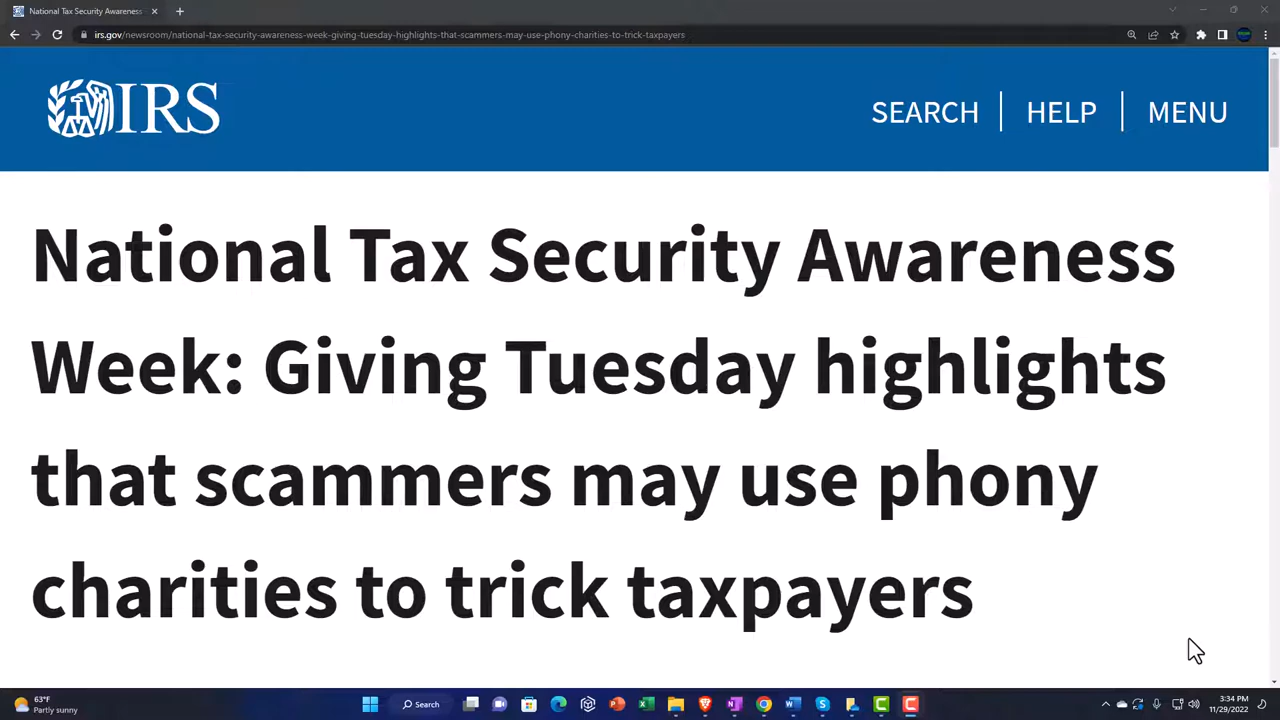 National Tax Security Awareness
irs.gov/newsroom/national-tax-security-awareness-week-giving-tuesday-highlights-that-scammers-may-use-phony-charities-to-trick-taxpayers
IRS
SEARCH HELP MENU
National Tax Security Awareness
Week: Giving Tuesday highlights
that scammers may use phony
charities to trick taxpayers
63°F
Partly sunny
Search
3:34 PM
11/29/2022